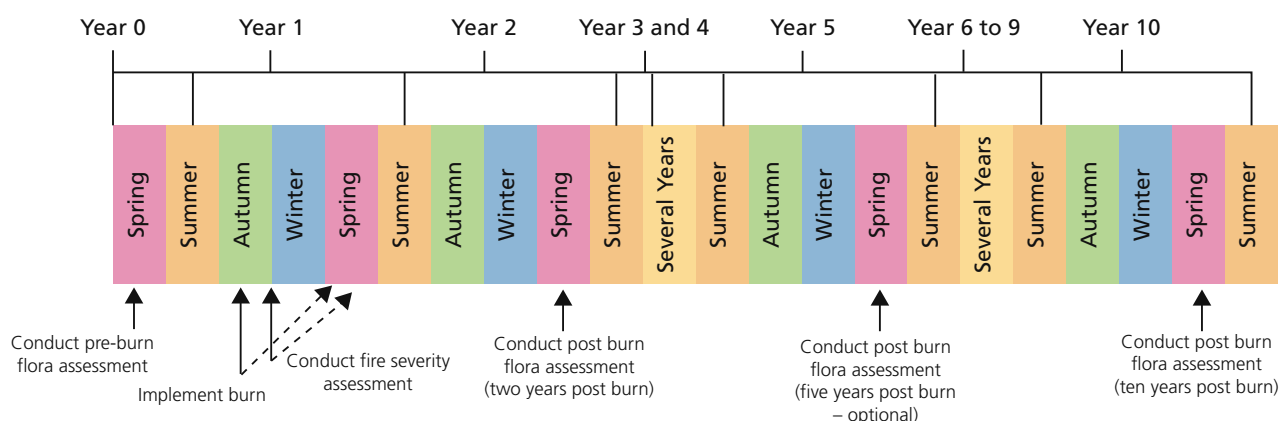 Year 0
Year 1
Year 2
Year 3 and 4
Year 5
Year 6 to 9
Year 10
Spring
Summer
Autumn
Winter
Spring
Summer
Autumn
Winter
Spring
Summer
Several Years
Summer
Autumn
Winter
Spring
Summer
Several Years
Summer
Autumn
Winter
Spring
Summer
Conduct pre-burn
flora assessment
Implement burn
Conduct fire severity
assessment
Conduct post burn
flora assessment
(two years post burn)
Conduct post burn
flora assessment
(five years post burn
– optional)
Conduct post burn
flora assessment
(ten years post burn)